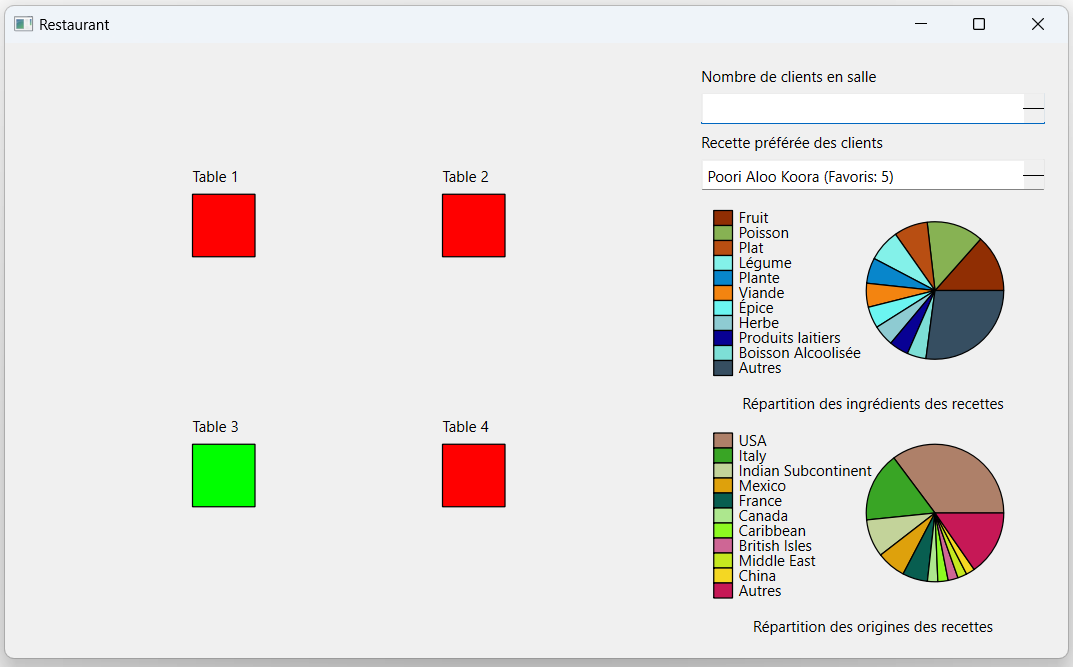 Restaurant
Nombre de clients en salle
Recette préférée des clients
Poori Aloo Koora (Favoris: 5)
Table 1
Table 2
Table 3
Table 4
Fruit
Poisson
Plat
Légume
Plante
Viande
Épice
Herbe
Produits laitiers
Boisson Alcoolisée
Autres
Répartition des ingrédients des recettes
USA
Italy
Indian Subcontinent
Mexico
France
Canada
Caribbean
British Isles
Middle East
China
Autres
Répartition des origines des recettes